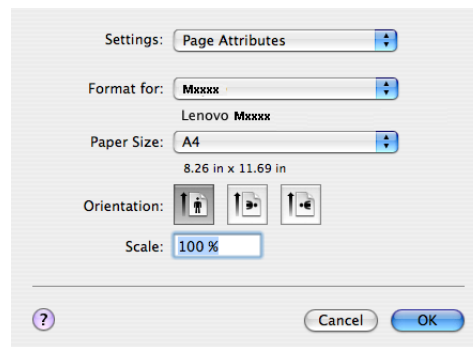 Settings: Page Attributes
Format for: Mxxxx
Lenovo Mxxxx
Paper Size: A4
8.26 in x 11.69 in
Orientation:
Scale: 100 %
? Cancel OK